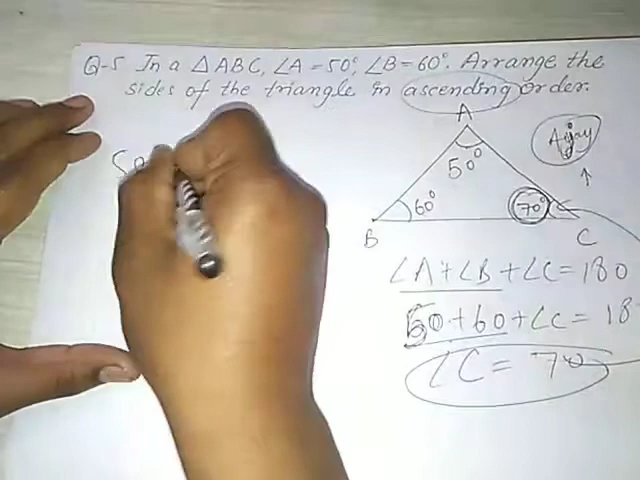 Q-5 In a △ABC, ∠A = 50°, ∠B = 60°. Arrange the
sides of the triangle in ascending order.
A
Ajay
50°
60°
70°
B
C
∠A + ∠B + ∠C = 180
50 + 60 + ∠C = 18
∠C = 70